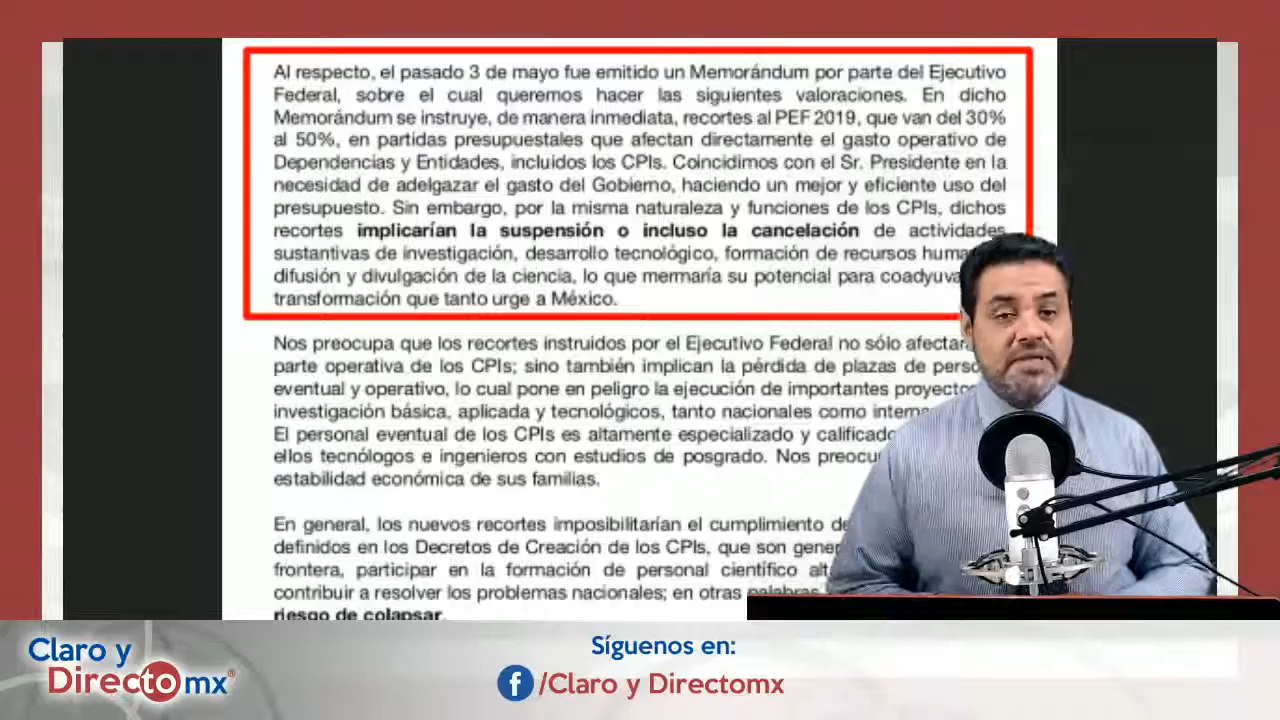 Al respecto, el pasado 3 de mayo fue emitido un Memorándum por parte del Ejecutivo
Federal, sobre el cual queremos hacer las siguientes valoraciones. En dicho
Memorándum se instruye, de manera inmediata, recortes al PEF 2019, que van del 30%
al 50%, en partidas presupuestales que afectan directamente el gasto operativo de
Dependencias y Entidades, incluidos los CPIs. Coincidimos con el Sr. Presidente en la
necesidad de adelgazar el gasto del Gobierno, haciendo un mejor y eficiente uso del
presupuesto. Sin embargo, por la misma naturaleza y funciones de los CPIs, dichos
recortes implicarían la suspensión o incluso la cancelación de actividades
sustantivas de investigación, desarrollo tecnológico, formación de recursos
difusión y divulgación de la ciencia, lo que mermaría su potencial para
transformación que tanto urge a México.
Nos preocupa que los recortes instruidos por el Ejecutivo Federal no sólo
parte operativa de los CPIs; sino también implican la pérdida de plazas de
eventual y operativo, lo cual pone en peligro la ejecución de importantes
investigación básica, aplicada y tecnológicos, tanto nacionales como
El personal eventual de los CPIs es altamente especializado y
ellos tecnólogos e ingenieros con estudios de posgrado. Nos
estabilidad económica de sus familias.
En general, los nuevos recortes imposibilitarían el cumplimiento
definidos en los Decretos de Creación de los CPIs, que son
frontera, participar en la formación de personal científico
contribuir a resolver los problemas nacionales; en otras palabras
riesgo de colapsar.
Claro y
Directo mx®
Síguenos en:
f /Claro y Directomx